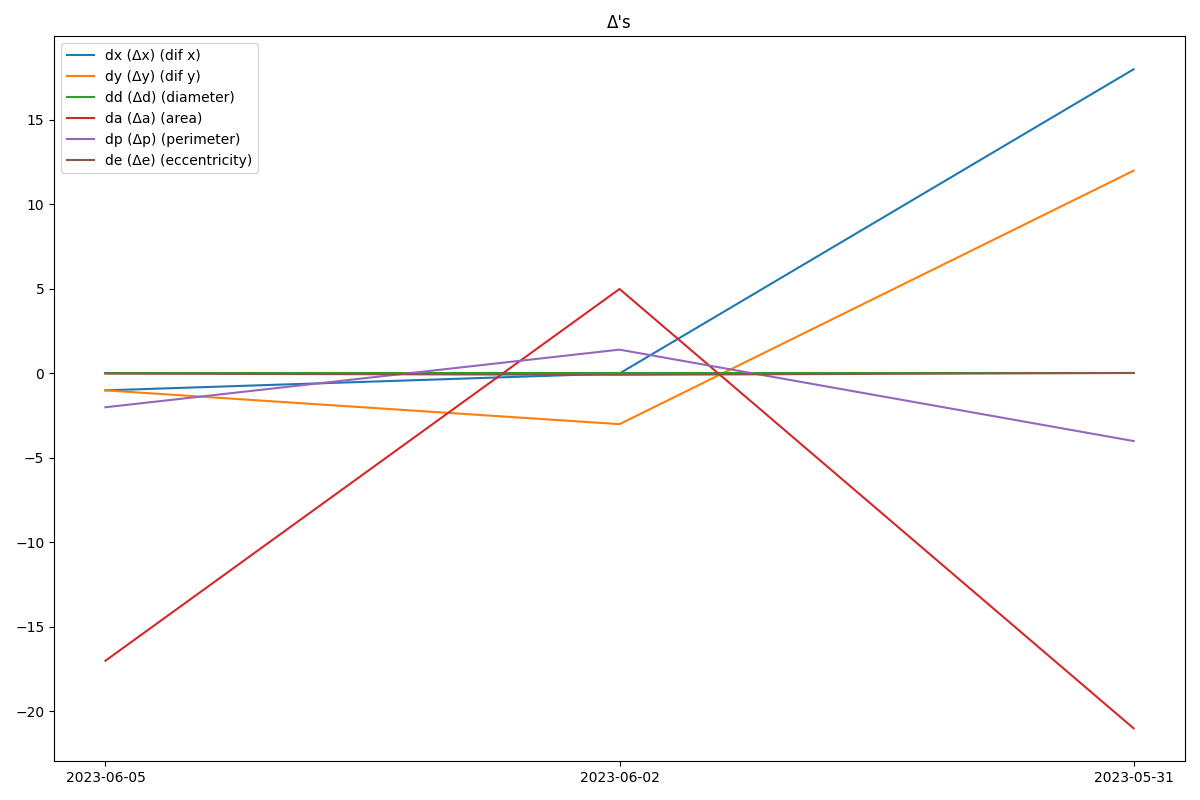 Δ's
dx (Δx) (dif x)
dy (Δy) (dif y)
dd (Δd) (diameter)
da (Δa) (area)
dp (Δp) (perimeter)
de (Δe) (eccentricity)
15
10
5
0
−5
−10
−15
−20
2023-06-05 2023-06-02 2023-05-31